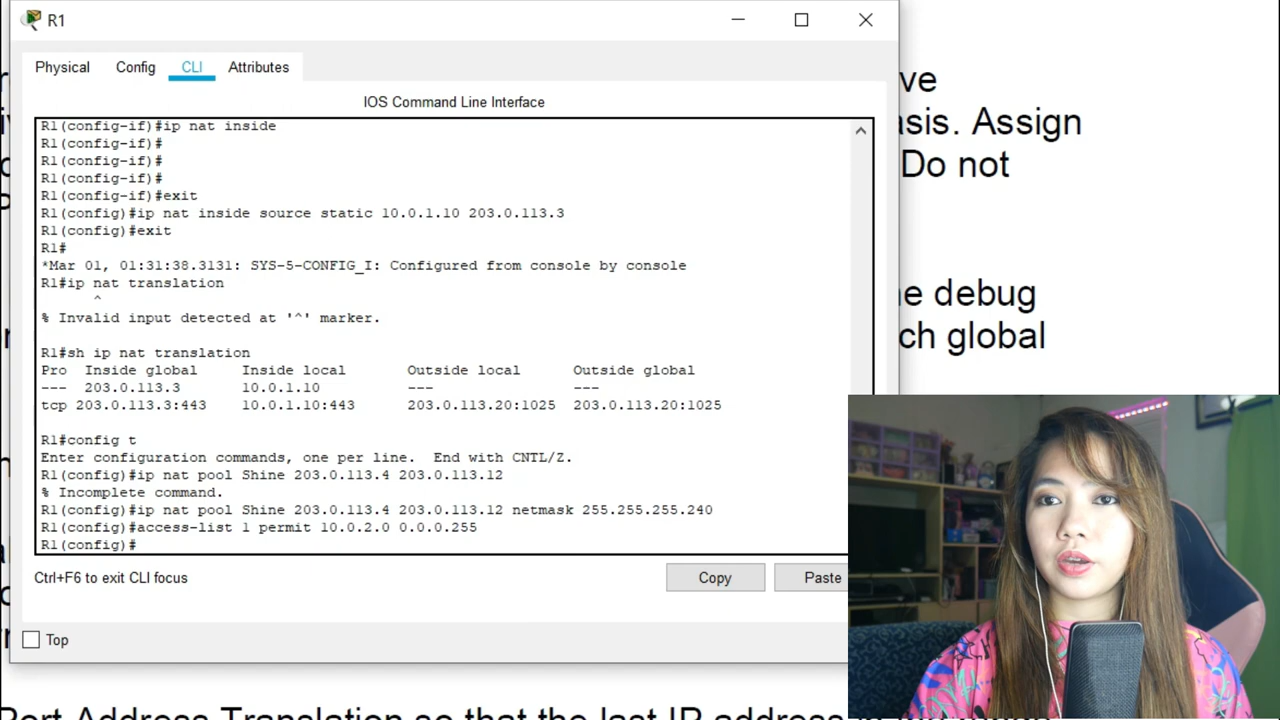 R1
Physical Config CLI Attributes
IOS Command Line Interface
R1(config-if)#ip nat inside
R1(config-if)#
R1(config-if)#
R1(config-if)#
R1(config-if)#exit
R1(config)#ip nat inside source static 10.0.1.10 203.0.113.3
R1(config)#exit
R1#
*Mar 01, 01:31:38.3131: SYS-5-CONFIG_I: Configured from console by console
R1#ip nat translation
^
% Invalid input detected at '^' marker.
R1#sh ip nat translation
Pro Inside global Inside local Outside local Outside global
--- 203.0.113.3 10.0.1.10 --- ---
tcp 203.0.113.3:443 10.0.1.10:443 203.0.113.20:1025 203.0.113.20:1025
R1#config t
Enter configuration commands, one per line. End with CNTL/Z.
R1(config)#ip nat pool Shine 203.0.113.4 203.0.113.12
% Incomplete command.
R1(config)#ip nat pool Shine 203.0.113.4 203.0.113.12 netmask 255.255.255.240
R1(config)#access-list 1 permit 10.0.2.0 0.0.0.255
R1(config)#
Ctrl+F6 to exit CLI focus
Copy Paste
Top
ve
asis. Assign
Do not
e debug
ch global
Port Address Translation so that the last IP address